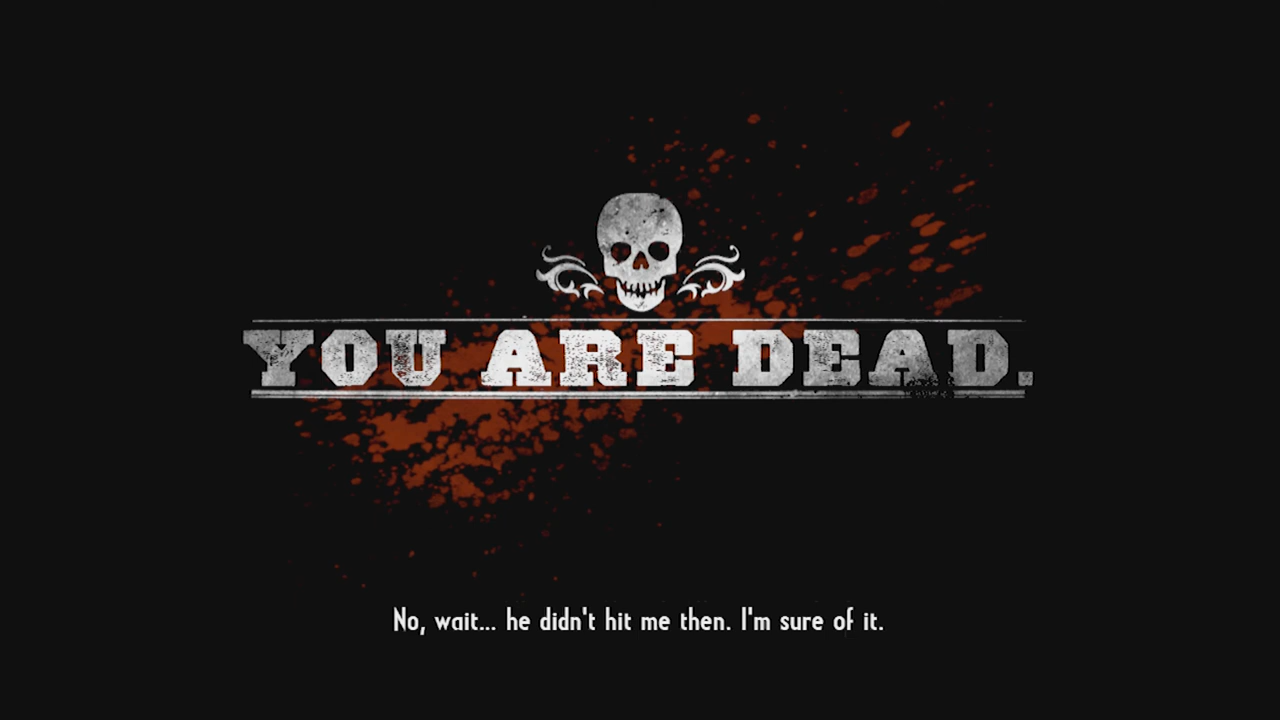 YOU ARE DEAD.
No, wait... he didn't hit me then. I'm sure of it.